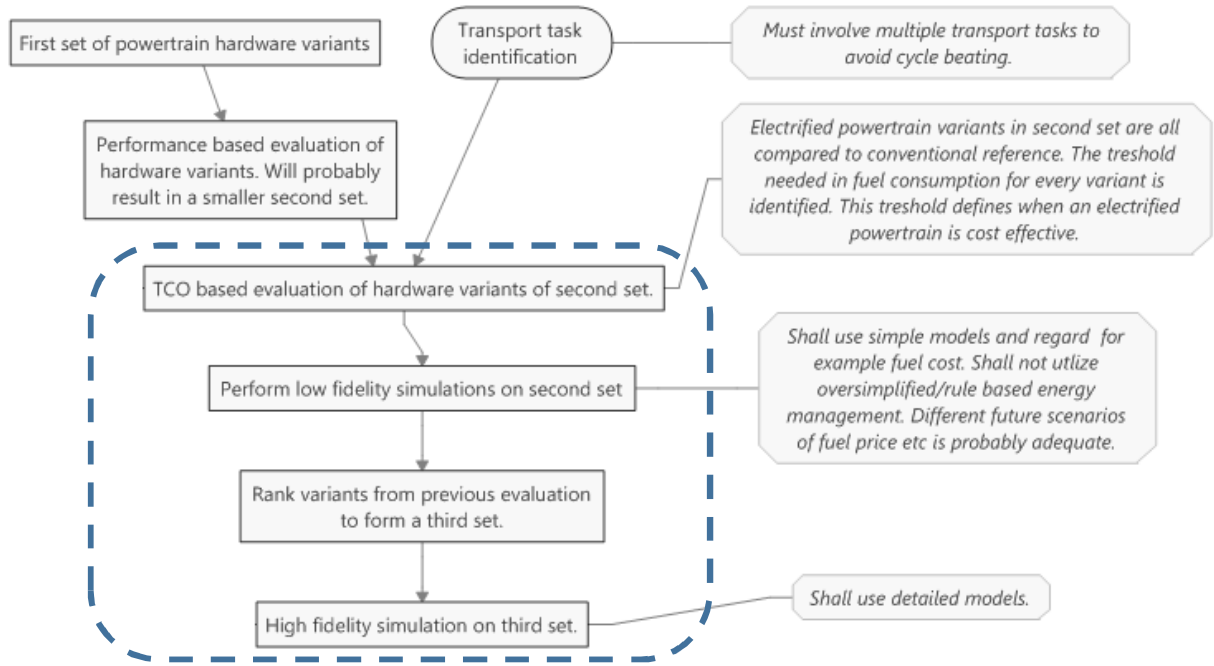 First set of powertrain hardware variants
Transport task
identification
Must involve multiple transport tasks to
avoid cycle beating.
Performance based evaluation of
hardware variants. Will probably
result in a smaller second set.
Electrified powertrain variants in second set are all
compared to conventional reference. The treshold
needed in fuel consumption for every variant is
identified. This treshold defines when an electrified
powertrain is cost effective.
TCO based evaluation of hardware variants of second set.
Shall use simple models and regard for
example fuel cost. Shall not utlize
oversimplified/rule based energy
management. Different future scenarios
of fuel price etc is probably adequate.
Perform low fidelity simulations on second set
Rank variants from previous evaluation
to form a third set.
Shall use detailed models.
High fidelity simulation on third set.